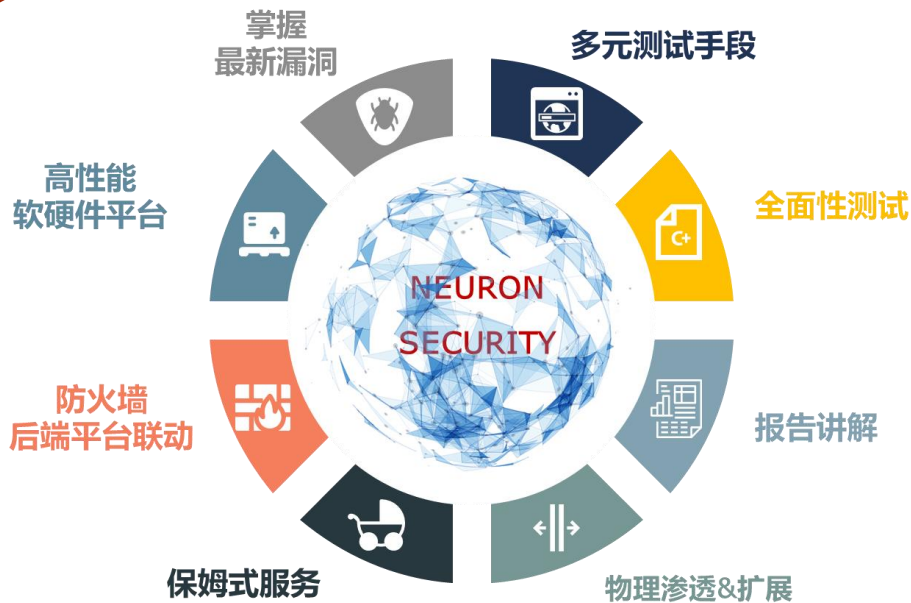 掌握
最新漏洞
多元测试手段
高性能
软硬件平台
全面性测试
C+
NEURON
SECURITY
防火墙
后端平台联动
报告讲解
保姆式服务
物理渗透&扩展